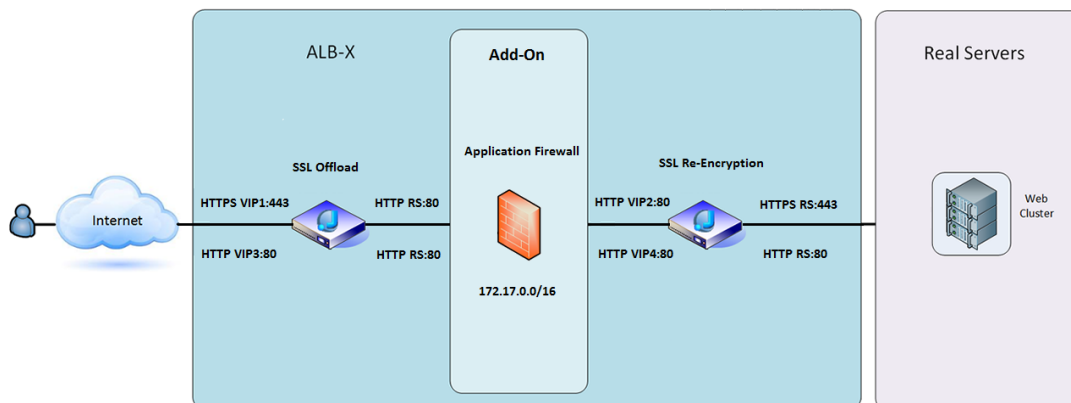 ALB-X
Add-On
Real Servers
Application Firewall
SSL Offload
SSL Re-Encryption
Internet
HTTPS VIP1:443
HTTP RS:80
HTTP VIP2:80
HTTPS RS:443
Web
Cluster
HTTP VIP3:80
HTTP RS:80
HTTP VIP4:80
HTTP RS:80
172.17.0.0/16